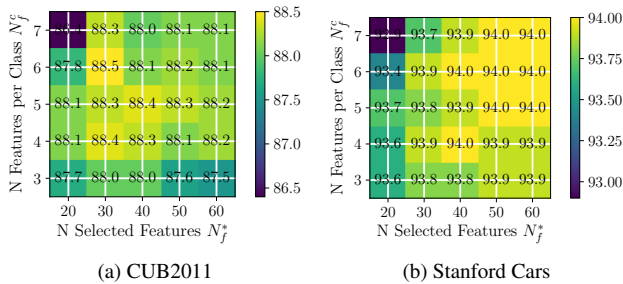 N Features per Class N_f^c
7 86.4 88.3 88.0 88.1 88.1
6 87.8 88.5 88.1 88.2 88.1
5 88.1 88.3 88.4 88.3 88.2
4 88.1 88.4 88.3 88.1 88.2
3 87.7 88.0 88.0 87.6 87.5
20 30 40 50 60
N Selected Features N_f^*
88.5
88.0
87.5
87.0
86.5
(a) CUB2011
N Features per Class N_f^c
7 92.9 93.7 93.9 94.0 94.0
6 93.4 93.9 94.0 94.0 94.0
5 93.7 93.8 93.9 94.0 94.0
4 93.6 93.9 94.0 93.9 93.9
3 93.6 93.8 93.8 93.9 93.9
20 30 40 50 60
N Selected Features N_f^*
94.00
93.75
93.50
93.25
93.00
(b) Stanford Cars